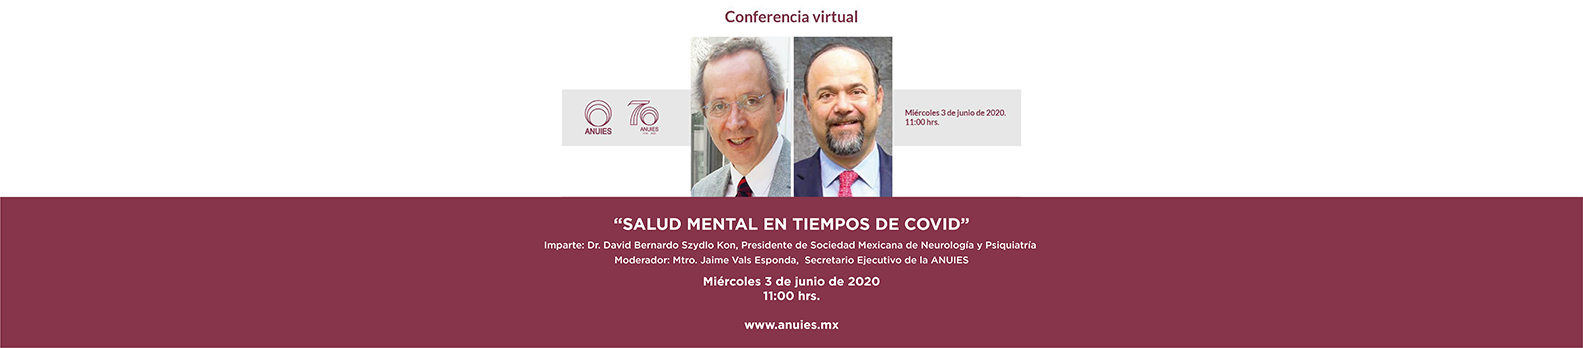 Conferencia virtual
ANUIES
70
ANUIES
Miércoles 3 de junio de 2020.
11:00 hrs.
“SALUD MENTAL EN TIEMPOS DE COVID”
Imparte: Dr. David Bernardo Szydlo Kon, Presidente de Sociedad Mexicana de Neurología y Psiquiatría
Moderador: Mtro. Jaime Vals Esponda, Secretario Ejecutivo de la ANUIES
Miércoles 3 de junio de 2020
11:00 hrs.
www.anuies.mx